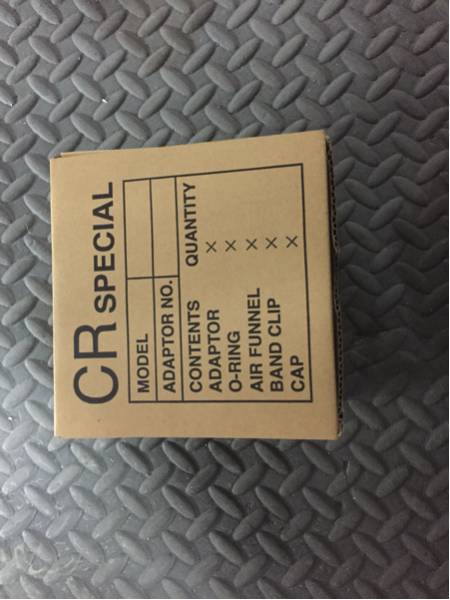 CR SPECIAL
MODEL
ADAPTOR NO.
CONTENTS QUANTITY
ADAPTOR ×
O-RING ×
AIR FUNNEL ×
BAND CLIP ×
CAP ×